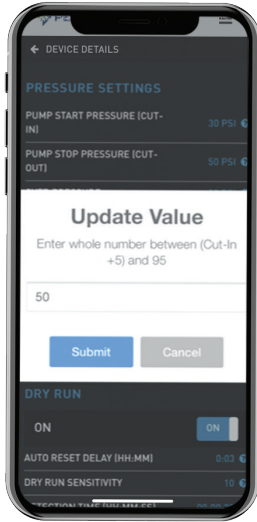 ← DEVICE DETAILS
PRESSURE SETTINGS
PUMP START PRESSURE (CUT-
IN) 30 PSI
PUMP STOP PRESSURE (CUT-
OUT) 50 PSI
Update Value
Enter whole number between (Cut-In
+5) and 95
50
Submit Cancel
DRY RUN
ON ON
AUTO RESET DELAY (HH:MM) 0:03
DRY RUN SENSITIVITY 10